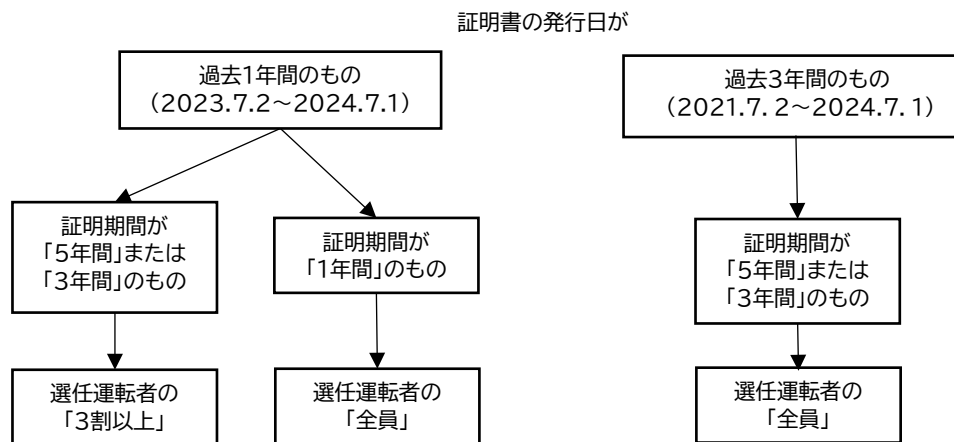 証明書の発行日が
過去1年間のもの
（2023.7.2～2024.7.1）
過去3年間のもの
（2021.7.2～2024.7.1）
証明期間が
「5年間」または
「3年間」のもの
証明期間が
「1年間」のもの
証明期間が
「5年間」または
「3年間」のもの
選任運転者の
「3割以上」
選任運転者の
「全員」
選任運転者の
「全員」